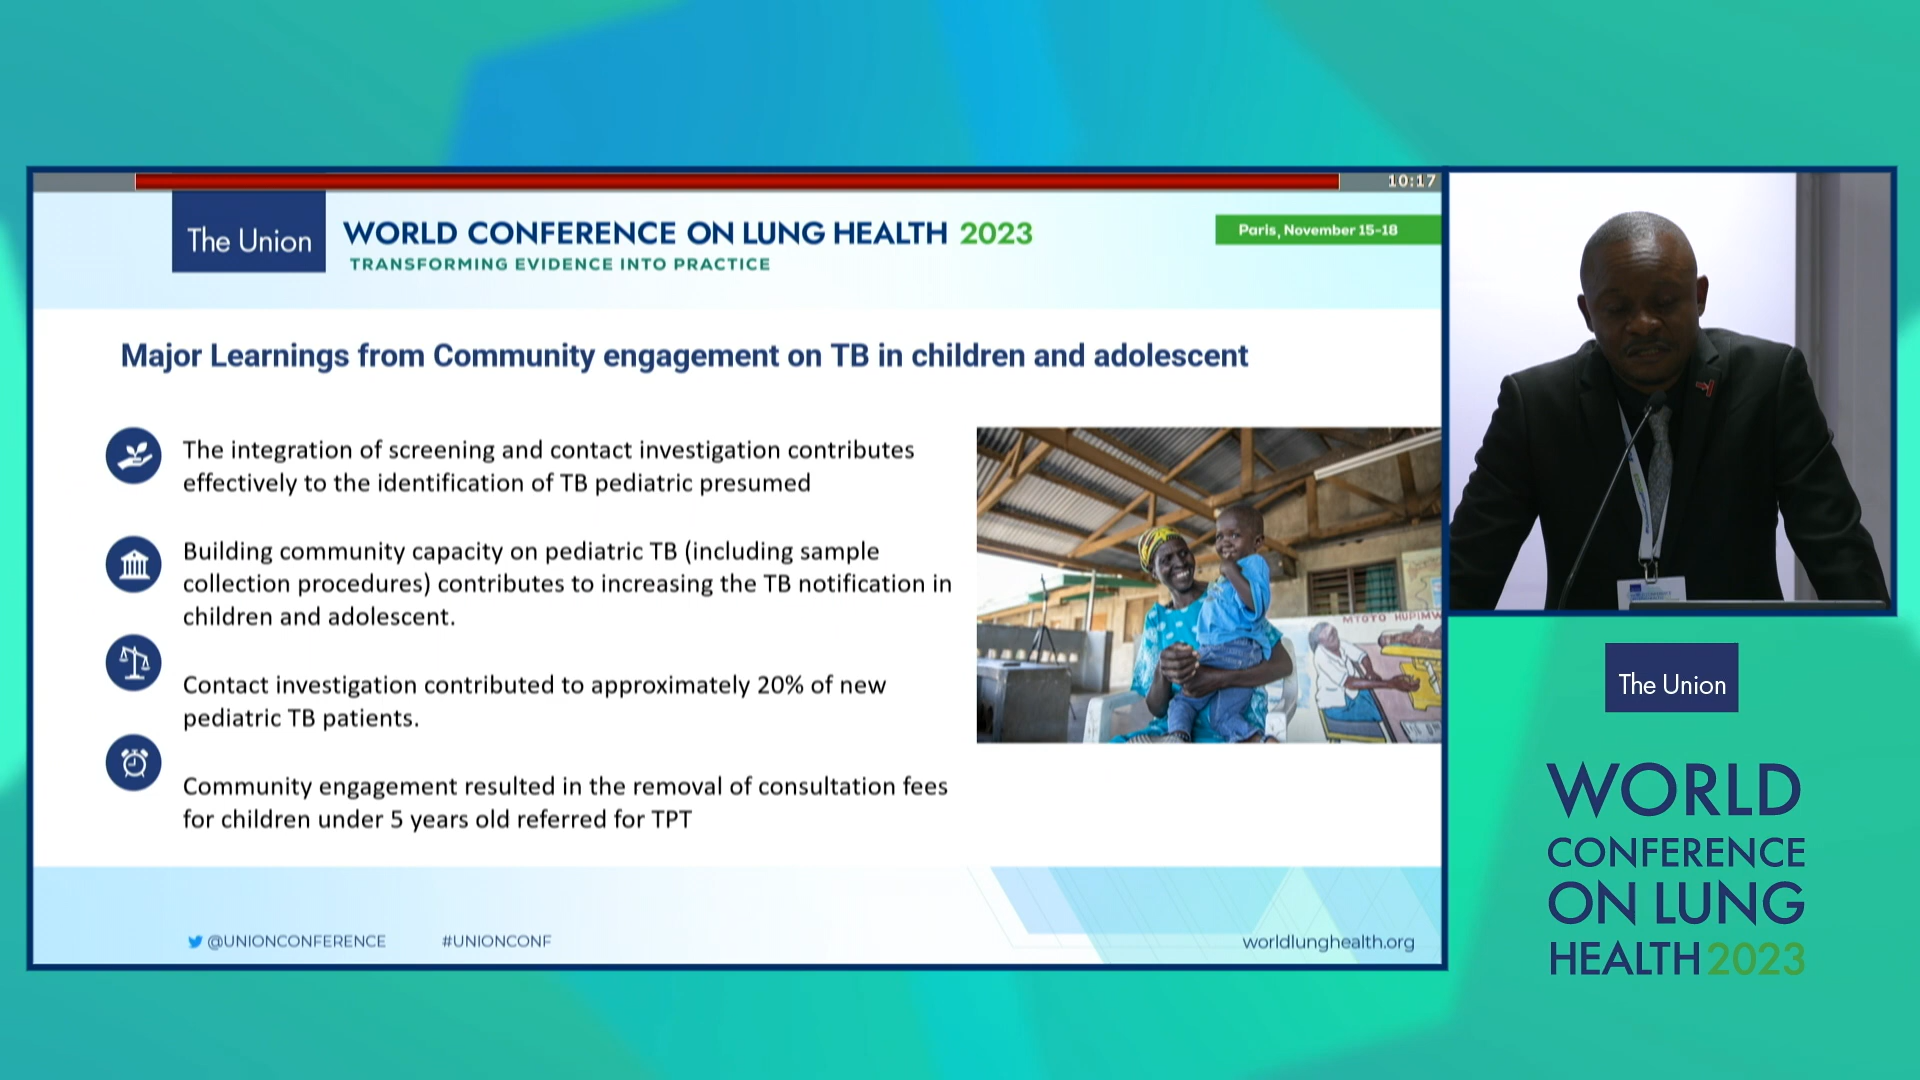 10:17
The Union
WORLD CONFERENCE ON LUNG HEALTH 2023
TRANSFORMING EVIDENCE INTO PRACTICE
Paris, November 15-18
Major Learnings from Community engagement on TB in children and adolescent
The integration of screening and contact investigation contributes
effectively to the identification of TB pediatric presumed
Building community capacity on pediatric TB (including sample
collection procedures) contributes to increasing the TB notification in
children and adolescent.
Contact investigation contributed to approximately 20% of new
pediatric TB patients.
Community engagement resulted in the removal of consultation fees
for children under 5 years old referred for TPT
MTOTO HUPIMW
@UNIONCONFERENCE
#UNIONCONF
worldlunghealth.org
The Union
WORLD
CONFERENCE
ON LUNG
HEALTH 2023